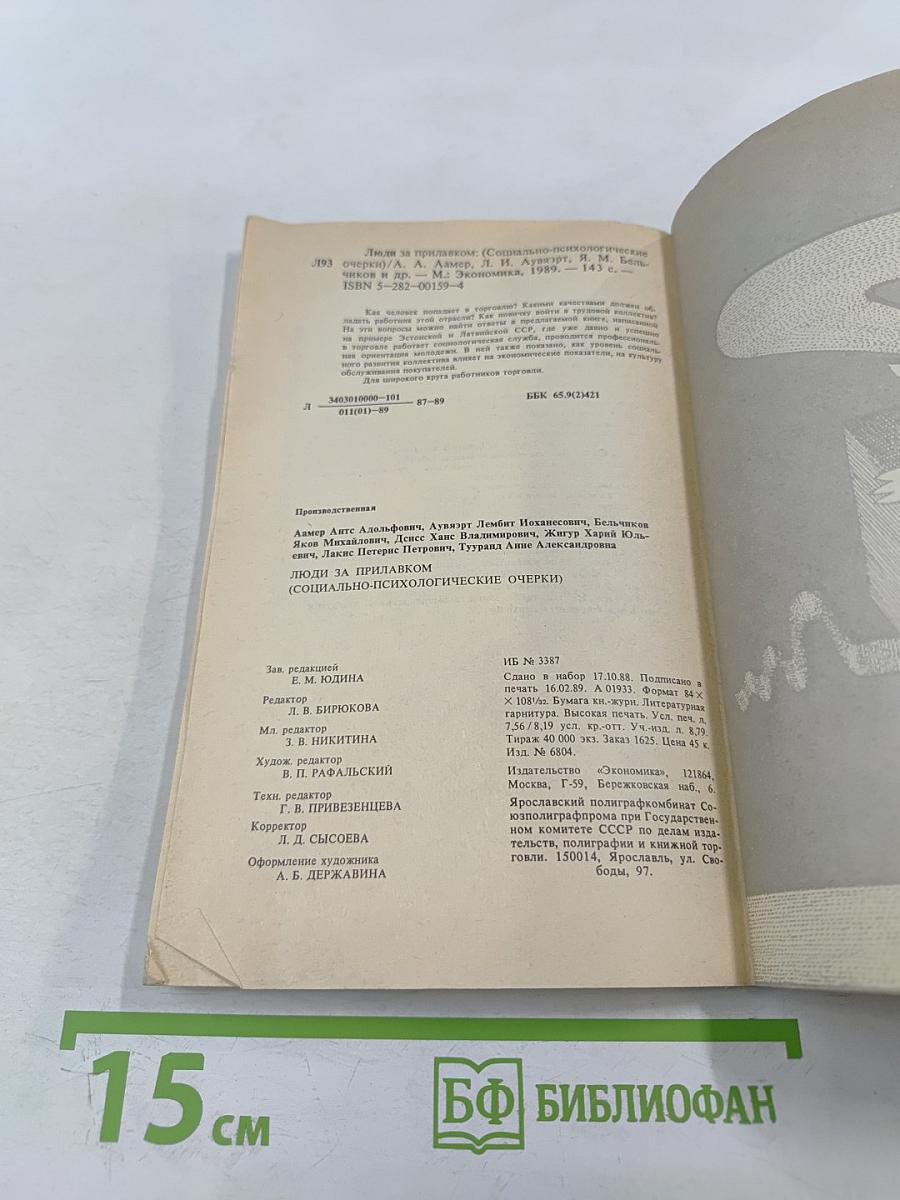 Люди за прилавком: (Социально-психологические
Л93 очерки)/А. А. Аамер, Л. И. Аувяэрт, Я. М. Бель-
чиков и др. — М.: Экономика, 1989. — 143 с. —
ISBN 5—282—00159—4
Как человек попадает в торговлю? Какими качествами должен об-
ладать работник этой отрасли? Как новичку войти в трудовой коллектив?
На эти вопросы можно найти ответы в предлагаемой книге, написанной
на примере Эстонской и Латвийской ССР, где уже давно и успешно
в торговле работает социологическая служба, проводится профессиональ-
ная ориентация молодежи. В ней также показано, как уровень социаль-
ного развития коллектива влияет на экономические показатели, на культуру
обслуживания покупателей.
Для широкого круга работников торговли.
Л 3403010000—101 87—89 ББК 65.9(2)421
011(01)—89
Производственная
Аамер Антс Адольфович, Аувяэрт Лембит Иоханесович, Бельчиков
Яков Михайлович, Денсс Ханс Владимирович, Жигур Харий Юль-
евич, Лакис Петерис Петрович, Тууранд Анне Александровна
ЛЮДИ ЗА ПРИЛАВКОМ
(СОЦИАЛЬНО-ПСИХОЛОГИЧЕСКИЕ ОЧЕРКИ)
Зав. редакцией
Е. М. ЮДИНА
Редактор
Л. В. БИРЮКОВА
Мл. редактор
З. В. НИКИТИНА
Худож. редактор
В. П. РАФАЛЬСКИЙ
Техн. редактор
Г. В. ПРИВЕЗЕНЦЕВА
Корректор
Л. Д. СЫСОЕВА
Оформление художника
А. Б. ДЕРЖАВИНА
ИБ № 3387
Сдано в набор 17.10.88. Подписано в
печать 16.02.89. А 01933. Формат 84 ×
× 108 1/32. Бумага кн.-журн. Литературная
гарнитура. Высокая печать. Усл. печ. л.
7,56/8,19 усл. кр.-отт. Уч.-изд. л. 8,79.
Тираж 40 000 экз. Заказ 1625. Цена 45 к.
Изд. № 6804.
Издательство «Экономика», 121864,
Москва, Г-59, Бережковская наб., 6.
Ярославский полиграфкомбинат Со-
юзполиграфпрома при Государствен-
ном комитете СССР по делам изда-
тельств, полиграфии и книжной тор-
говли. 150014, Ярославль, ул. Сво-
боды, 97.
15 см
БФ БИБЛИОФАН